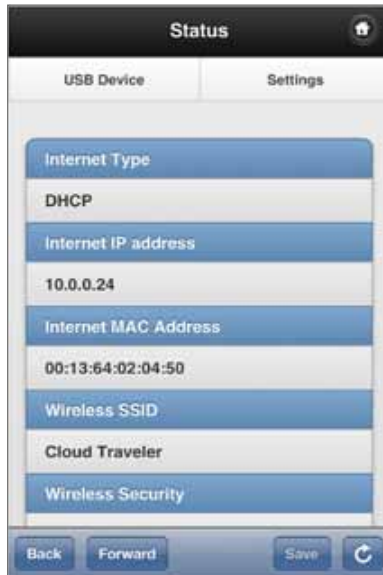 Status
USB Device Settings
Internet Type
DHCP
Internet IP address
10.0.0.24
Internet MAC Address
00:13:64:02:04:50
Wireless SSID
Cloud Traveler
Wireless Security
Back Forward Save